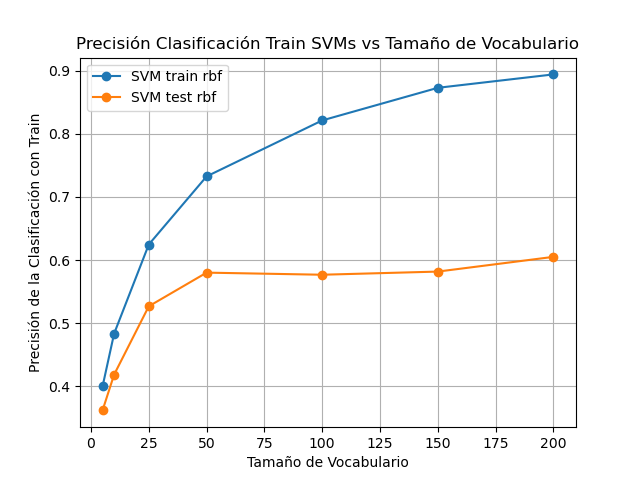 Precisión Clasificación Train SVMs vs Tamaño de Vocabulario
SVM train rbf
SVM test rbf
0.9
0.8
0.7
0.6
0.5
0.4
Precisión de la Clasificación con Train
0 25 50 75 100 125 150 175 200
Tamaño de Vocabulario